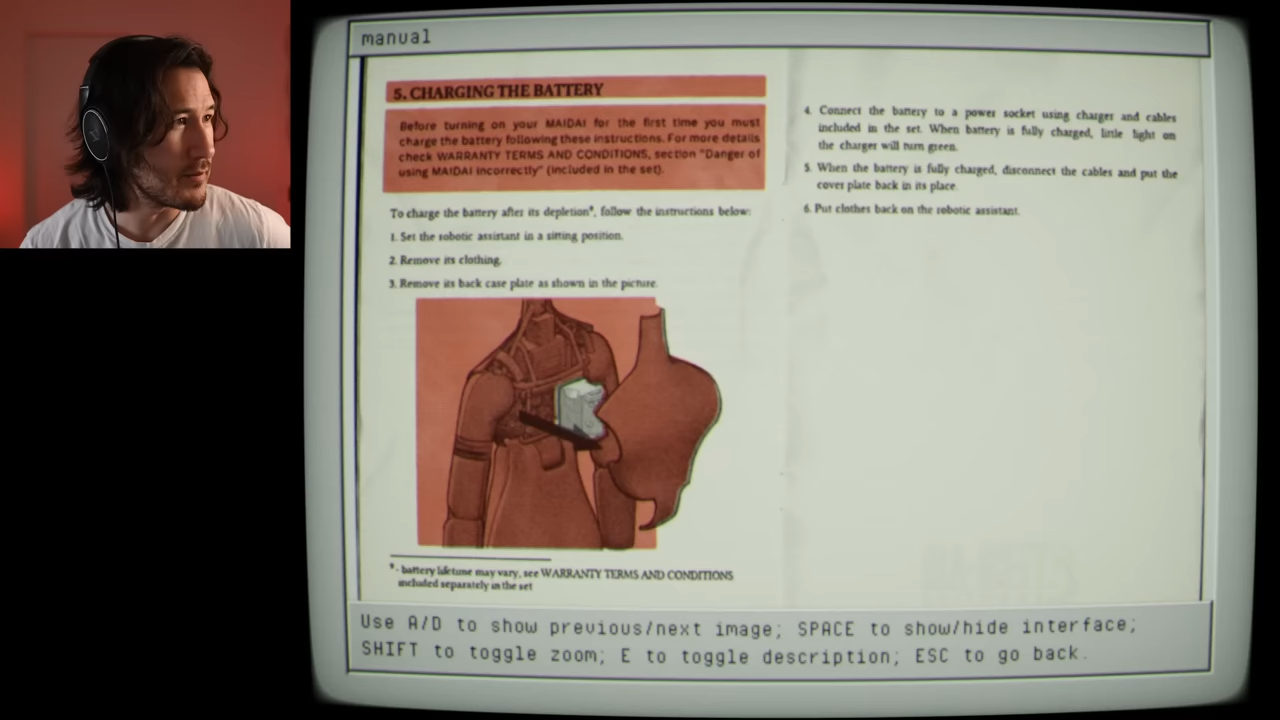 manual
5. CHARGING THE BATTERY
Before turning on your MAIDAI for the first time you must
charge the battery following these instructions. For more details
check WARRANTY TERMS AND CONDITIONS, section "Danger of
using MAIDAI incorrectly" (included in the set).
To charge the battery after its depletion*, follow the instructions below:
1. Set the robotic assistant in a sitting position.
2. Remove its clothing.
3. Remove its back case plate as shown in the picture.
*- battery lifetime may vary, see WARRANTY TERMS AND CONDITIONS
included separately in the set
4. Connect the battery to a power socket using charger and cables
included in the set. When battery is fully charged, little light on
the charger will turn green.
5. When the battery is fully charged, disconnect the cables and put the
cover plate back in its place.
6. Put clothes back on the robotic assistant.
Use A/D to show previous/next image; SPACE to show/hide interface;
SHIFT to toggle zoom; E to toggle description; ESC to go back.